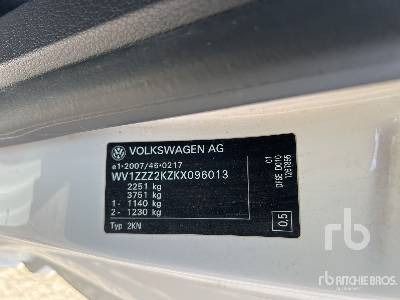 VOLKSWAGEN AG
e1*2007/46*0217
WV1ZZZ2KZKX096013
2251 kg
3751 kg
1- 1140 kg
2- 1230 kg
Typ 2KN
0.5
rb
rb
RITCHIE BROS.